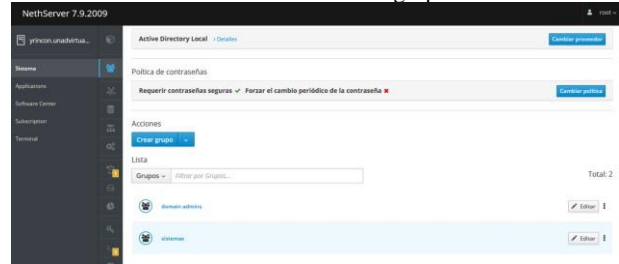 NethServer 7.9.2009
root
yrincon.unadvirtua...
Active Directory Local
Detalles
Cambiar proveedor
Sistema
Política de contraseñas
Applications
Requerir contraseñas seguras ✔ Forzar el cambio periódico de la contraseña ✖
Cambiar política
Software Center
Subscription
Acciones
Terminal
Crear grupo
Lista
Grupos
Filtrar por Grupos...
Total: 2
domain admins
Editar
sistemas
Editar